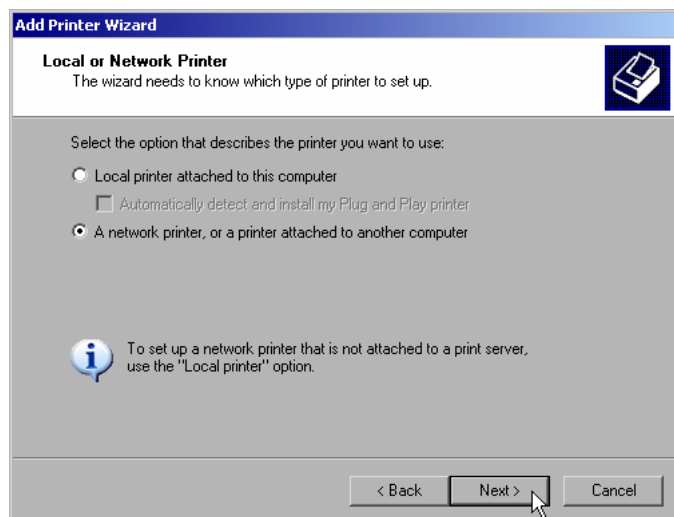 Add Printer Wizard
Local or Network Printer
The wizard needs to know which type of printer to set up.
Select the option that describes the printer you want to use:
Local printer attached to this computer
Automatically detect and install my Plug and Play printer
A network printer, or a printer attached to another computer
To set up a network printer that is not attached to a print server,
use the "Local printer" option.
< Back Next > Cancel